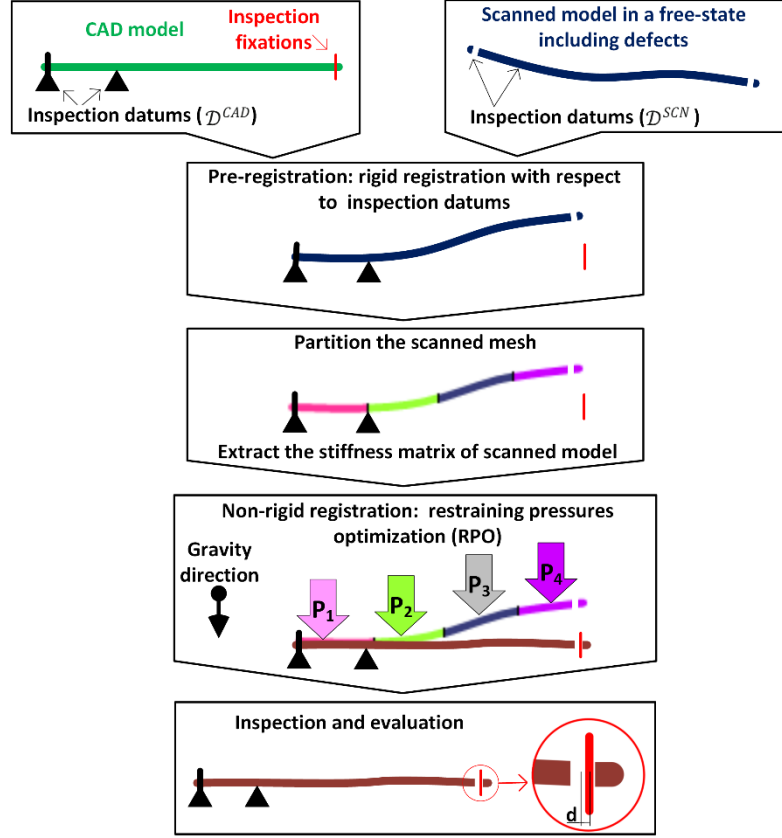 CAD model
Inspection
fixations
Inspection datums (𝒟^CAD)
Scanned model in a free-state
including defects
Inspection datums (𝒟^SCN)
Pre-registration: rigid registration with respect
to inspection datums
Partition the scanned mesh
Extract the stiffness matrix of scanned model
Non-rigid registration: restraining pressures
optimization (RPO)
Gravity
direction
P₁
P₂
P₃
P₄
Inspection and evaluation
d